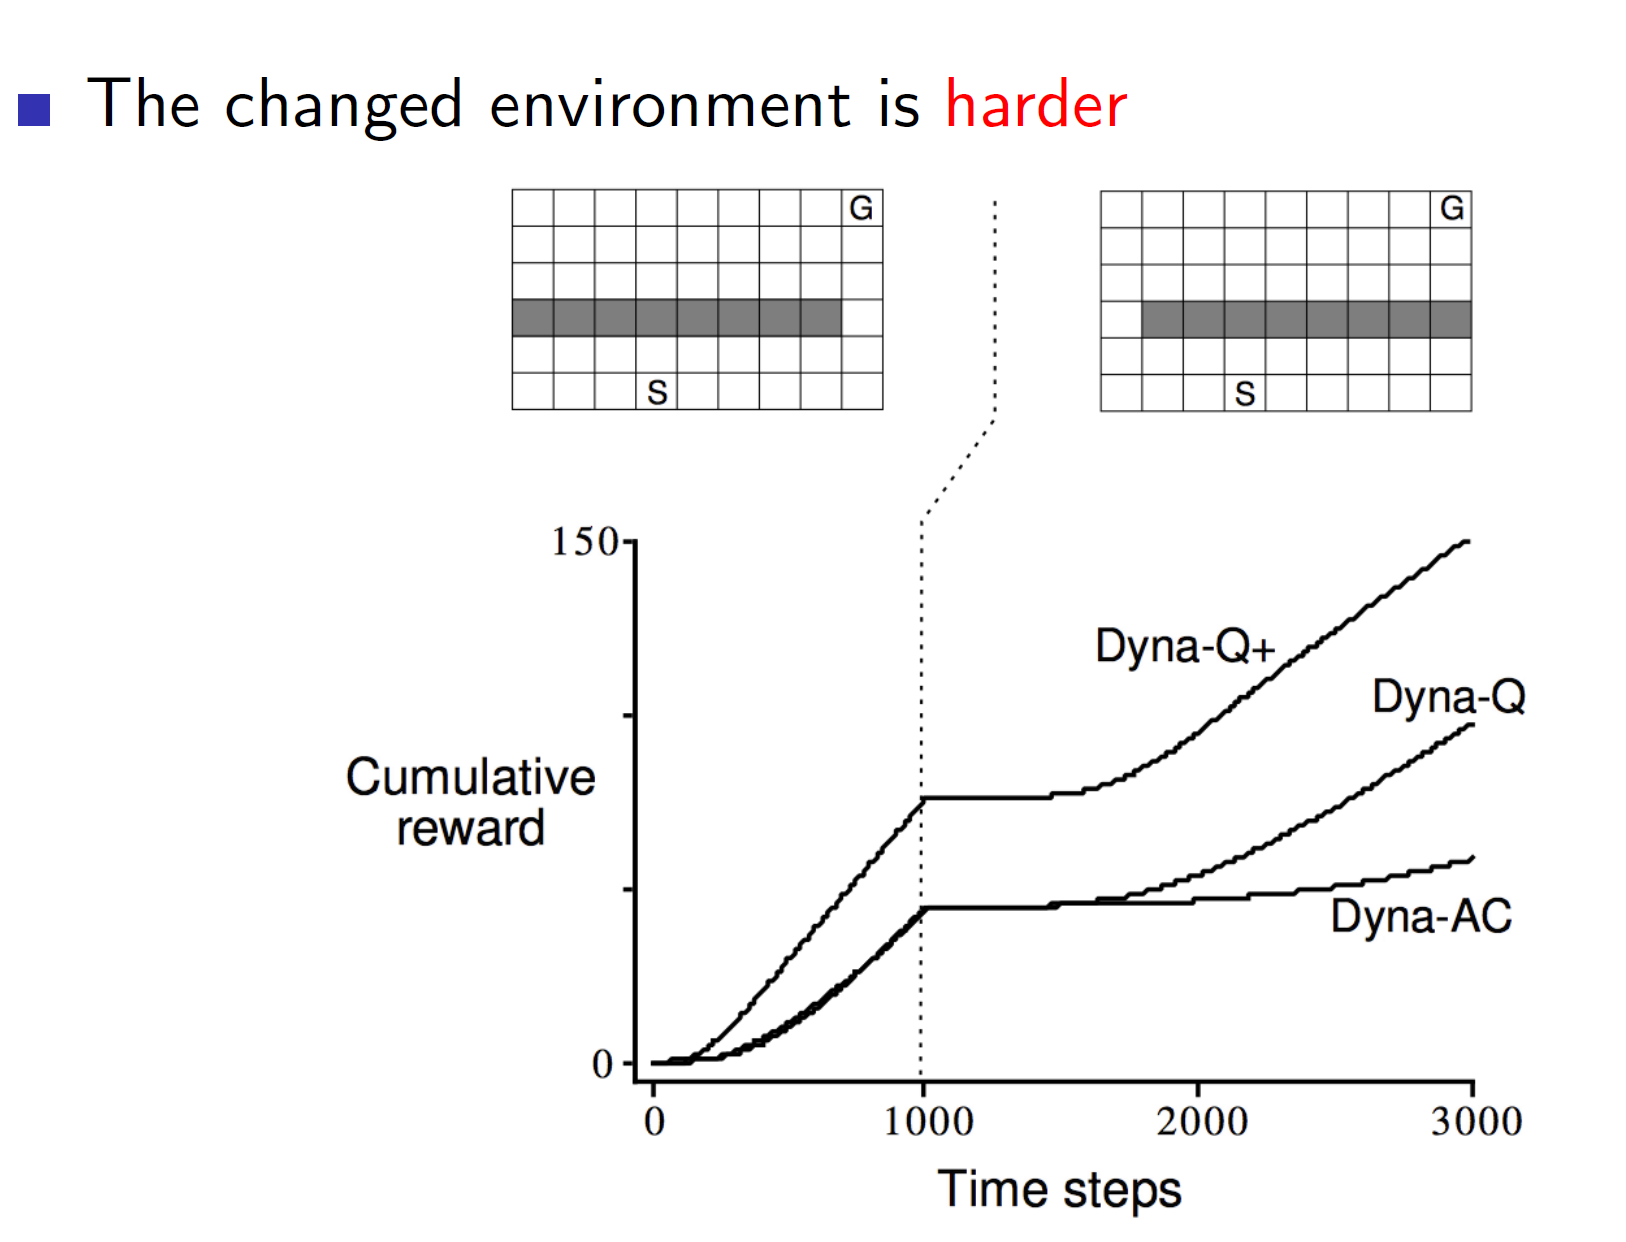 The changed environment is harder
G
G
S
S
150
Dyna-Q+
Dyna-Q
Cumulative
reward
Dyna-AC
0
0 1000 2000 3000
Time steps